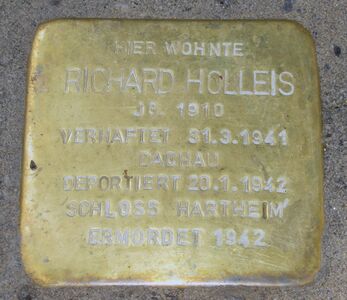 HIER WOHNTE
RICHARD HOLLEIS
JG. 1910
VERHAFTET 31.3.1941
DACHAU
DEPORTIERT 20.1.1942
SCHLOSS HARTHEIM
ERMORDET 1942